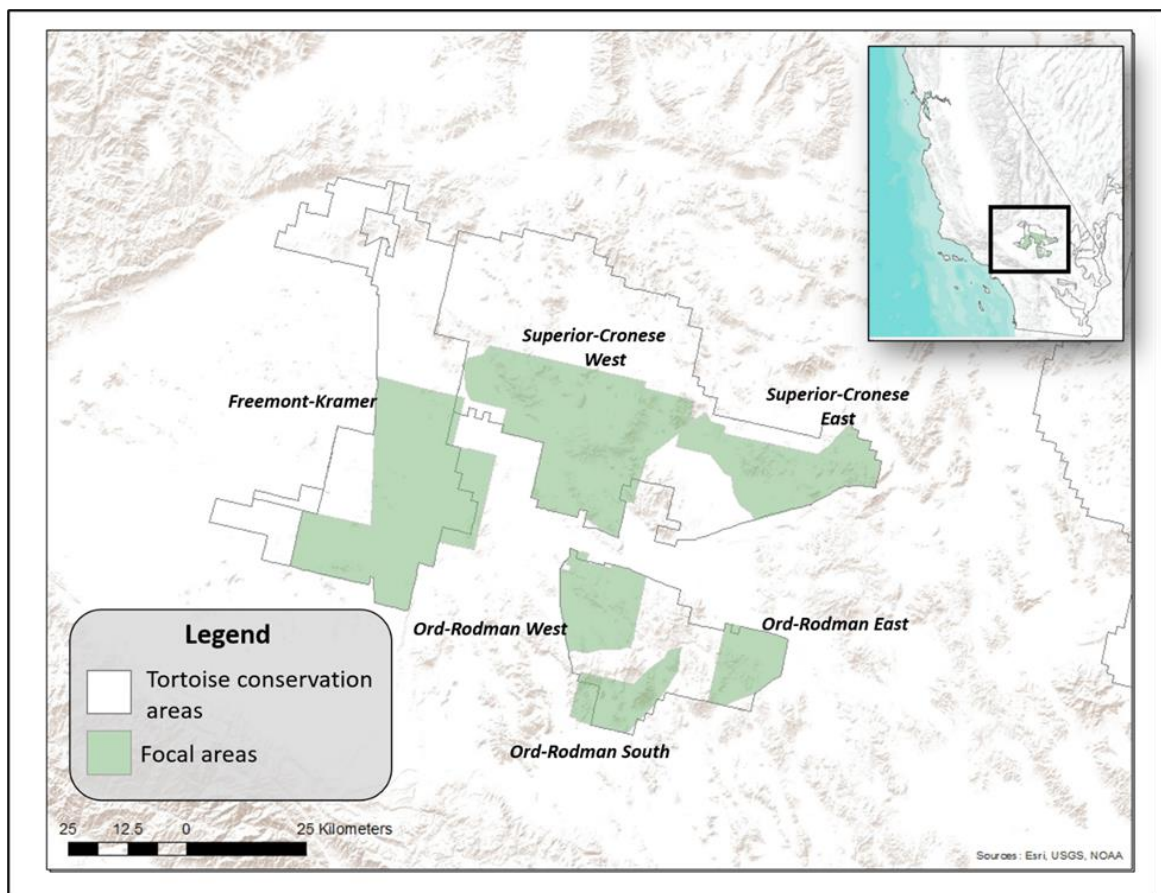 Superior-Cronese
West
Freemont-Kramer
Superior-Cronese
East
Ord-Rodman West
Ord-Rodman East
Ord-Rodman South
Legend
Tortoise conservation
areas
Focal areas
25 12.5 0 25 Kilometers
Sources: Esri, USGS, NOAA